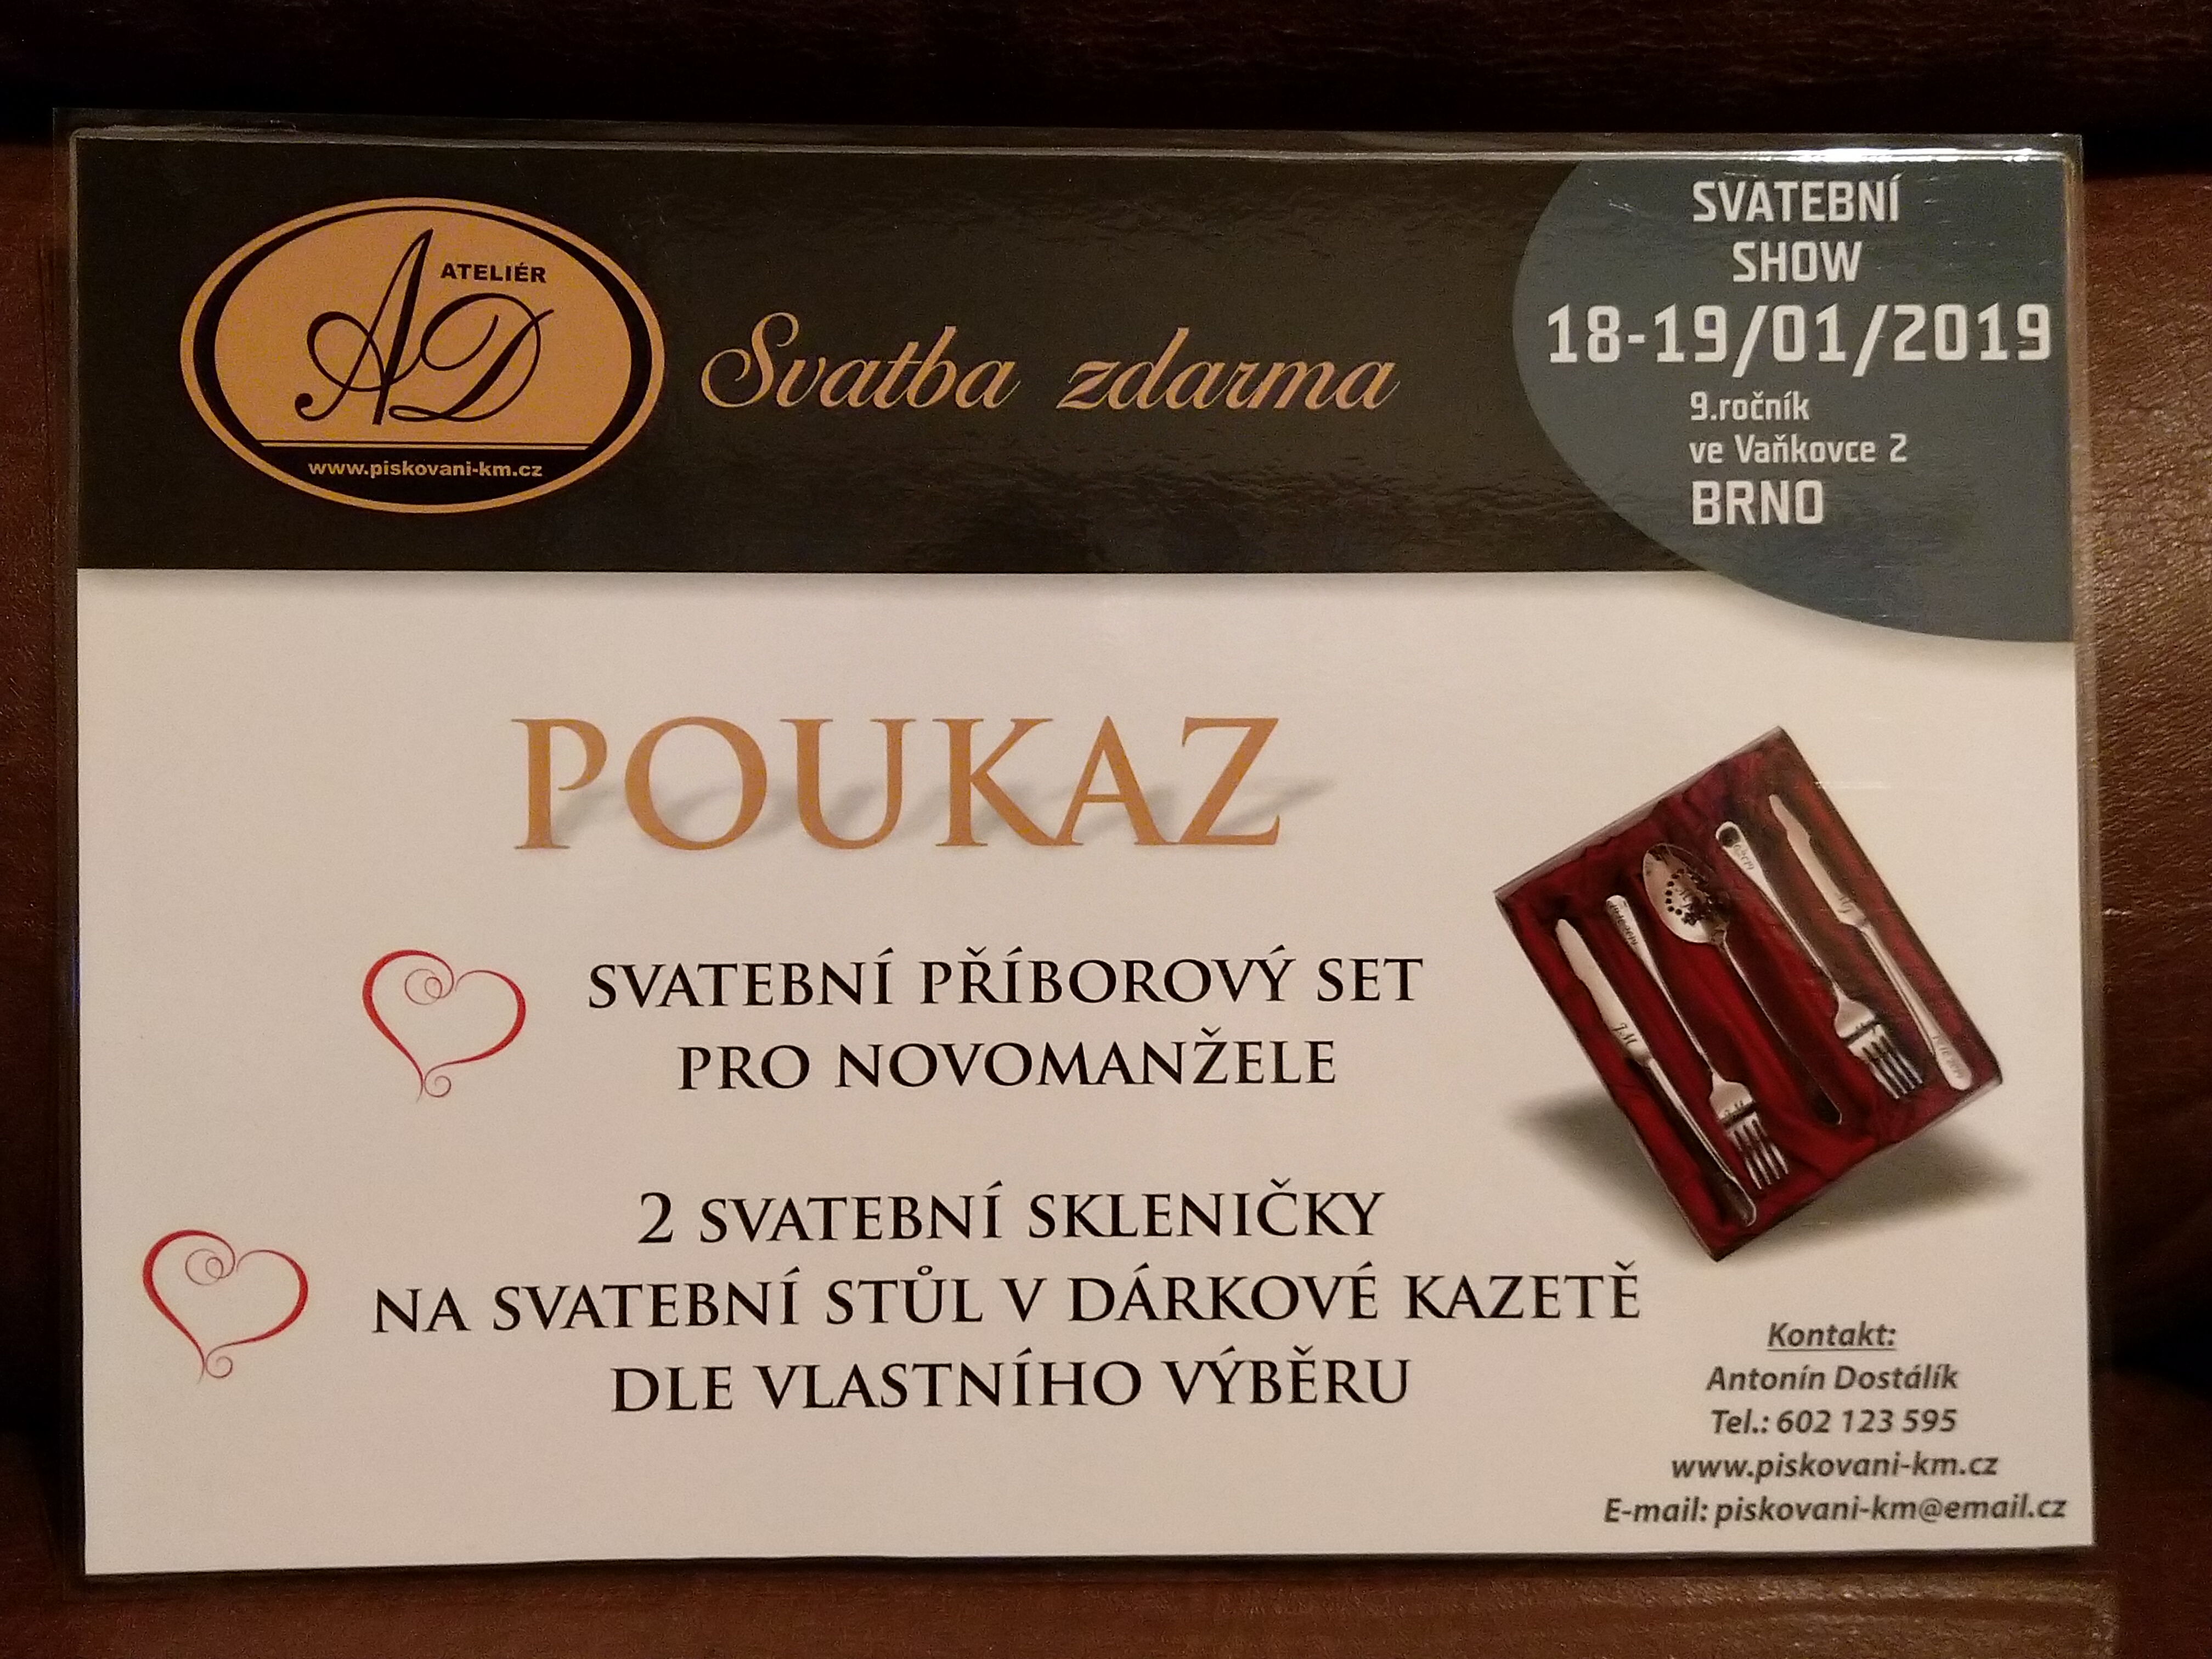 ATELIÉR
AD
www.piskovani-km.cz
Svatba zdarma
SVATEBNÍ
SHOW
18-19/01/2019
9.ročník
ve Vaňkovce 2
BRNO
POUKAZ
SVATEBNÍ PŘÍBOROVÝ SET
PRO NOVOMANŽELE
2 SVATEBNÍ SKLENIČKY
NA SVATEBNÍ STŮL V DÁRKOVÉ KAZETĚ
DLE VLASTNÍHO VÝBĚRU
Kontakt:
Antonín Dostálík
Tel.: 602 123 595
www.piskovani-km.cz
E-mail: piskovani-km@email.cz